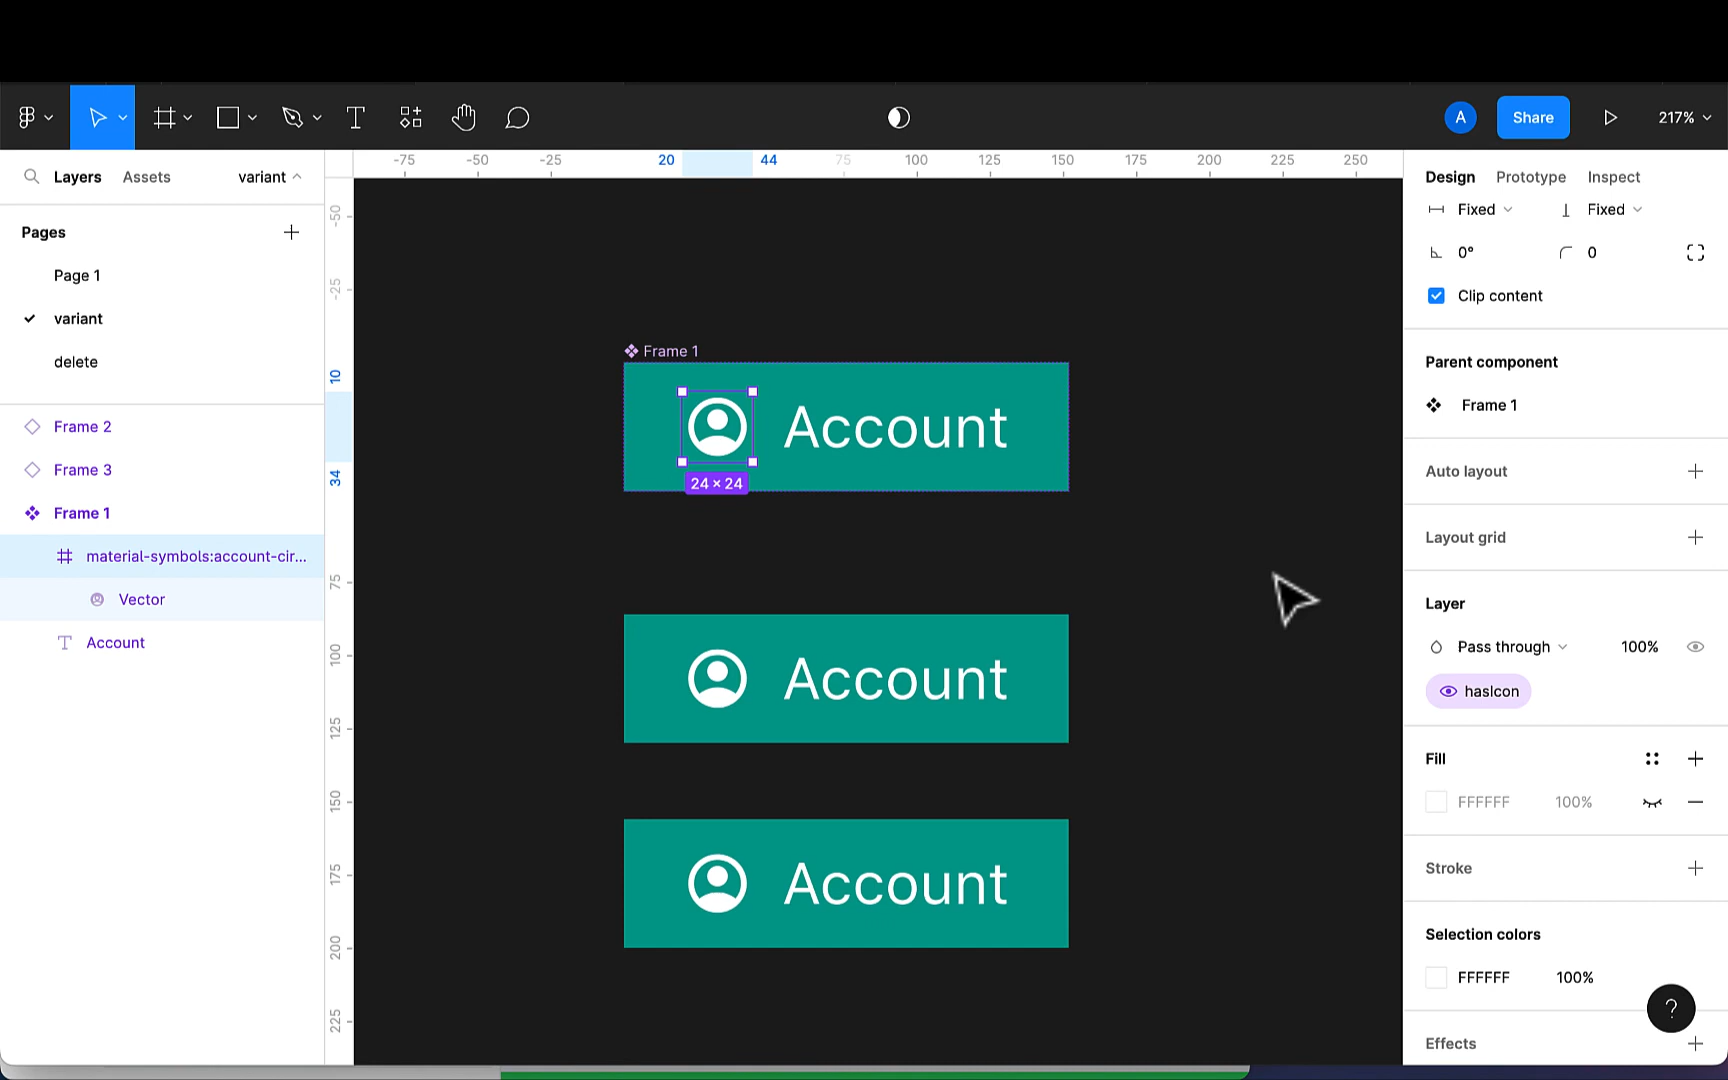 A
Share
217%
Layers
Assets
variant
Pages
Page 1
variant
delete
Frame 2
Frame 3
Frame 1
material-symbols:account-cir...
Vector
Account
-75
-50
-25
20
44
75
100
125
150
175
200
225
250
-50
-25
10
34
75
100
125
150
175
200
225
Frame 1
Account
24 × 24
Account
Account
Design
Prototype
Inspect
Fixed
Fixed
0°
0
Clip content
Parent component
Frame 1
Auto layout
Layout grid
Layer
Pass through
100%
hasIcon
Fill
FFFFFF
100%
Stroke
Selection colors
FFFFFF
100%
?
Effects